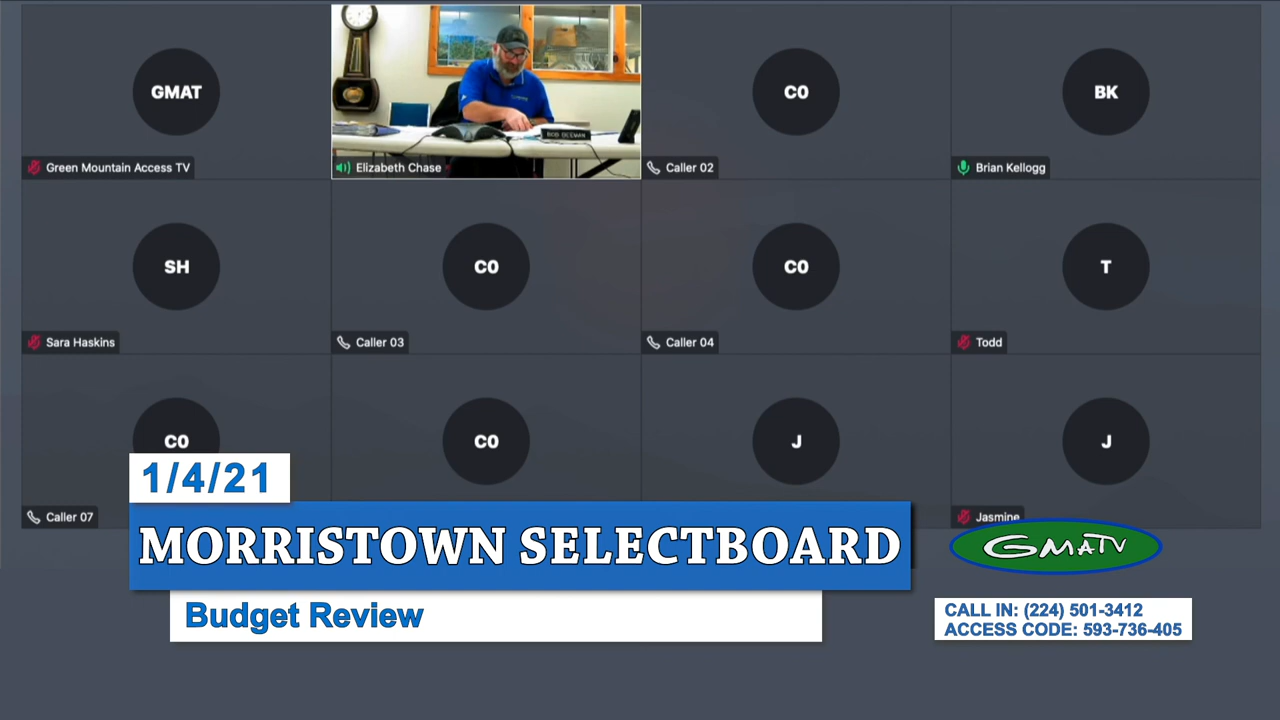 GMAT
C0
BK
Green Mountain Access TV
Elizabeth Chase
Caller 02
Brian Kellogg
SH
C0
C0
T
Sara Haskins
Caller 03
Caller 04
Todd
C0
C0
J
J
Caller 07
Jasmine
1/4/21
MORRISTOWN SELECTBOARD
Budget Review
GMATV
CALL IN: (224) 501-3412
ACCESS CODE: 593-736-405